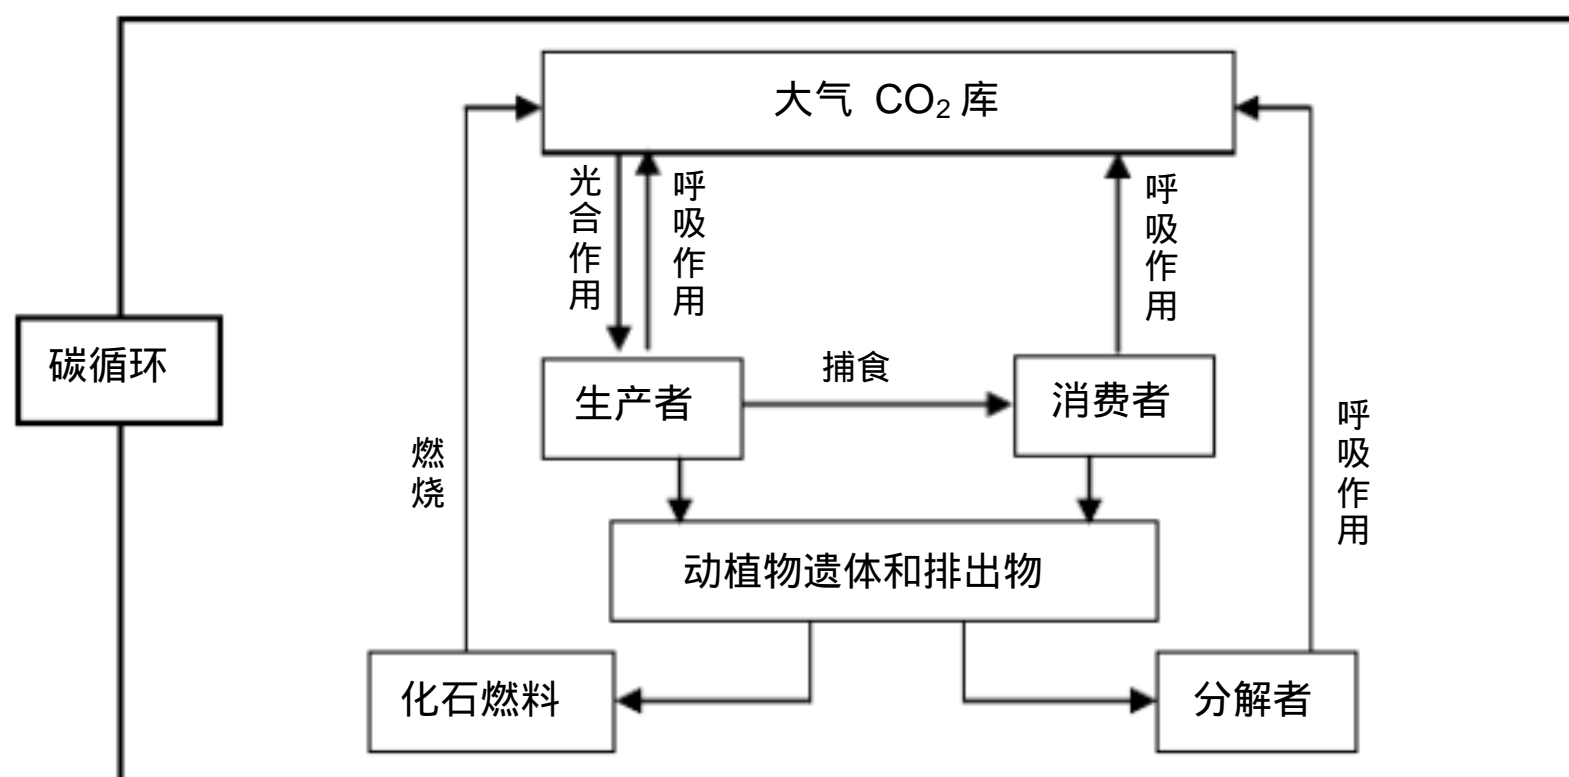 大气 CO₂ 库
光合作用
呼吸作用
呼吸作用
碳循环
生产者
捕食
消费者
燃烧
呼吸作用
动植物遗体和排出物
化石燃料
分解者